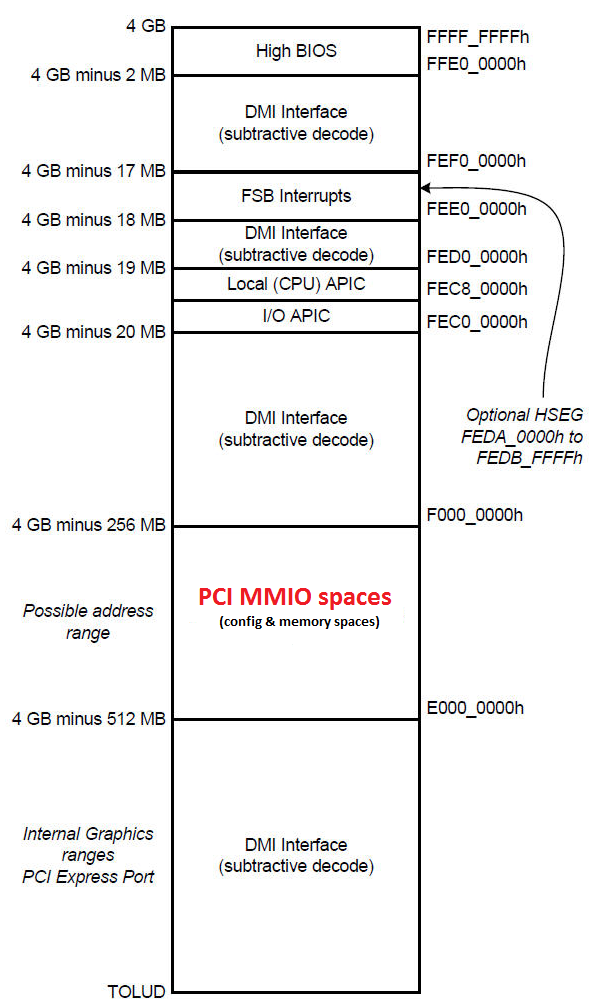 4 GB
FFFF_FFFFh
High BIOS
FFE0_0000h
4 GB minus 2 MB
DMI Interface
(subtractive decode)
FEF0_0000h
4 GB minus 17 MB
FSB Interrupts
FEE0_0000h
4 GB minus 18 MB
DMI Interface
(subtractive decode)
FED0_0000h
4 GB minus 19 MB
Local (CPU) APIC
FEC8_0000h
I/O APIC
FEC0_0000h
4 GB minus 20 MB
Optional HSEG
FEDA_0000h to
FEDB_FFFFh
DMI Interface
(subtractive decode)
F000_0000h
4 GB minus 256 MB
PCI MMIO spaces
(config & memory spaces)
Possible address
range
E000_0000h
4 GB minus 512 MB
Internal Graphics
ranges
PCI Express Port
DMI Interface
(subtractive decode)
TOLUD